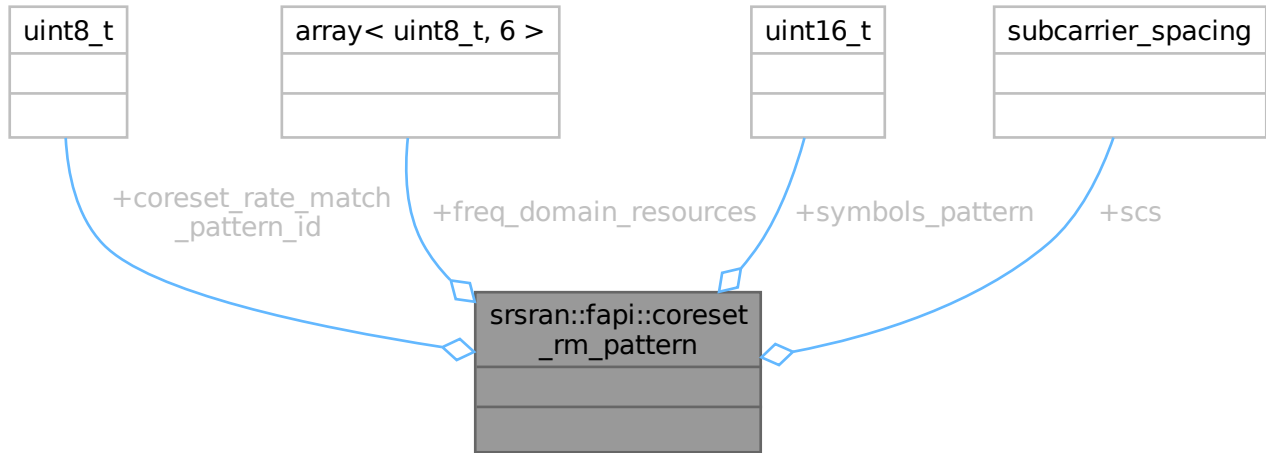 uint8_t
array< uint8_t, 6 >
uint16_t
subcarrier_spacing
+coreset_rate_match
_pattern_id
+freq_domain_resources
+symbols_pattern
+scs
srsran::fapi::coreset
_rm_pattern